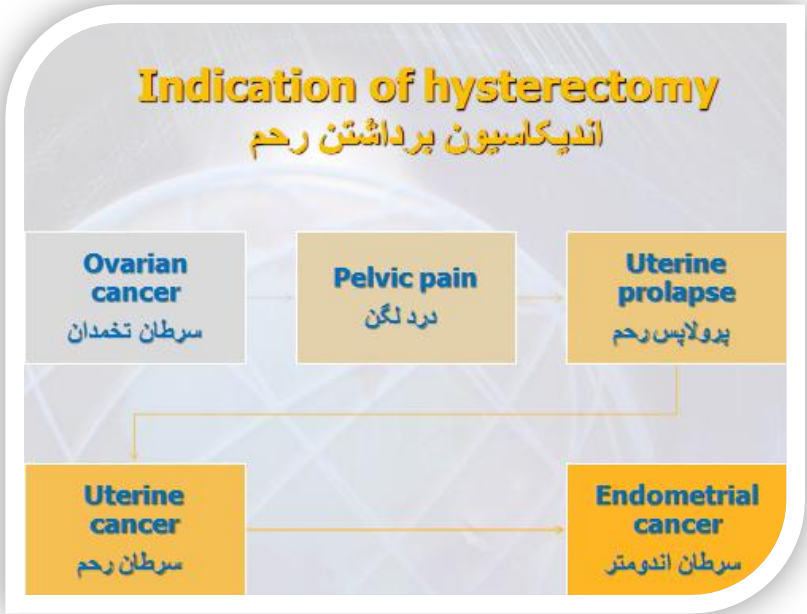 Indication of hysterectomy
اندیکاسیون برداشتن رحم
Ovarian
cancer
سرطان تخمدان
Pelvic pain
درد لگن
Uterine
prolapse
پرولاپس رحم
Uterine
cancer
سرطان رحم
Endometrial
cancer
سرطان اندومتر